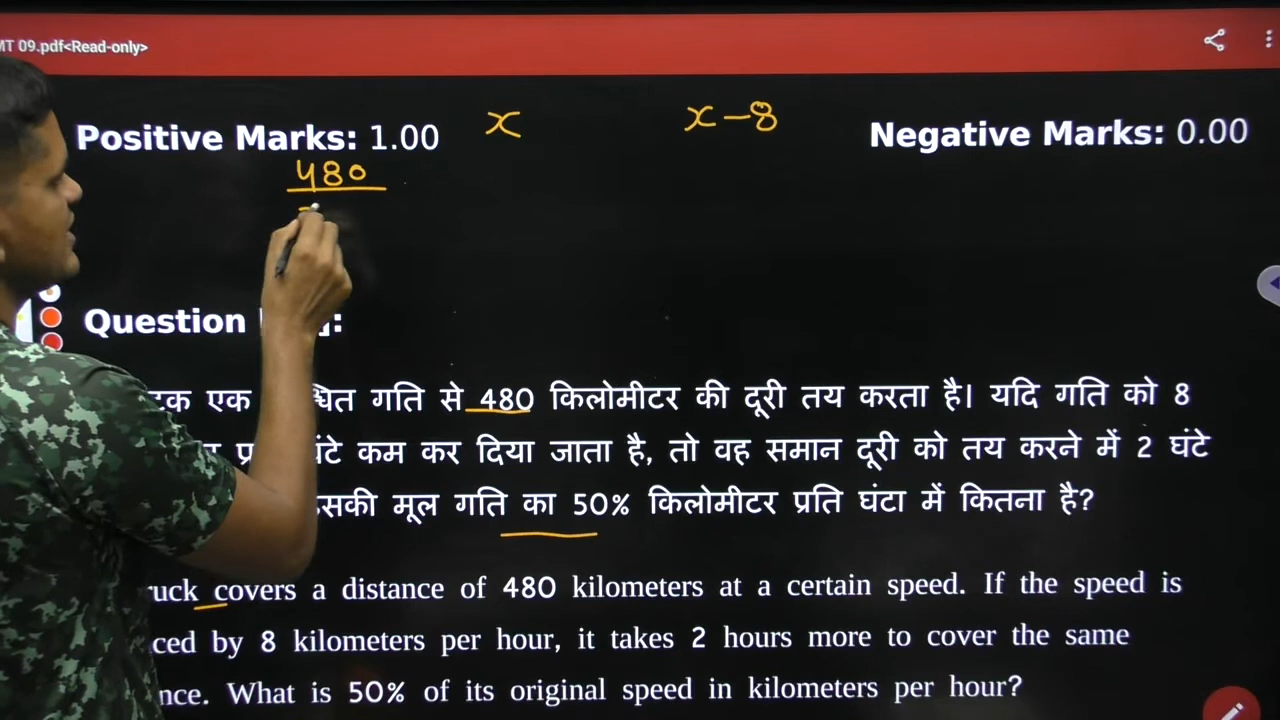 MT 09.pdf<Read-only>
x x-8
Positive Marks: 1.00 Negative Marks: 0.00
480
Question
एक गति से 480 किलोमीटर की दूरी तय करता है। यदि गति को 8
घंटे कम कर दिया जाता है, तो वह समान दूरी को तय करने में 2 घंटे
मूल गति का 50% किलोमीटर प्रति घंटा में कितना है?
covers a distance of 480 kilometers at a certain speed. If the speed is
by 8 kilometers per hour, it takes 2 hours more to cover the same
What is 50% of its original speed in kilometers per hour?